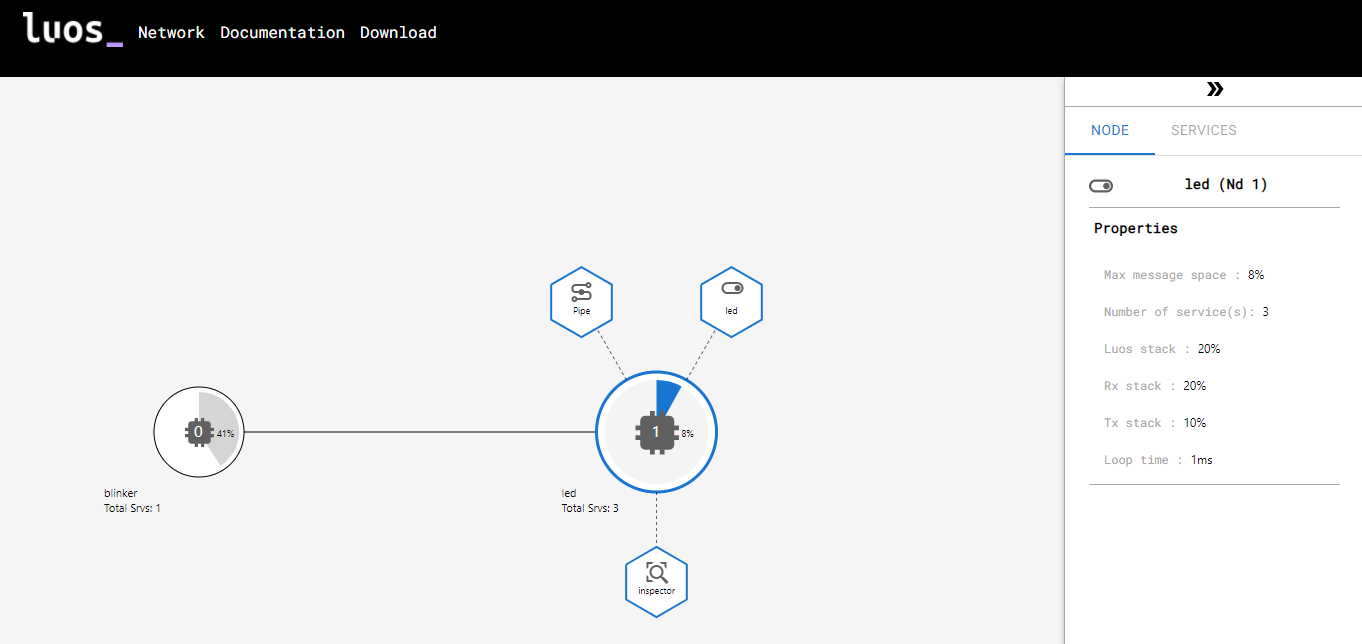 luos_ Network Documentation Download
NODE SERVICES
led (Nd 1)
Properties
Max message space : 8%
Number of service(s): 3
Luos stack : 20%
Rx stack : 20%
Tx stack : 10%
Loop time : 1ms
Pipe
led
0 41%
1 8%
blinker
Total Srvs: 1
led
Total Srvs: 3
inspector